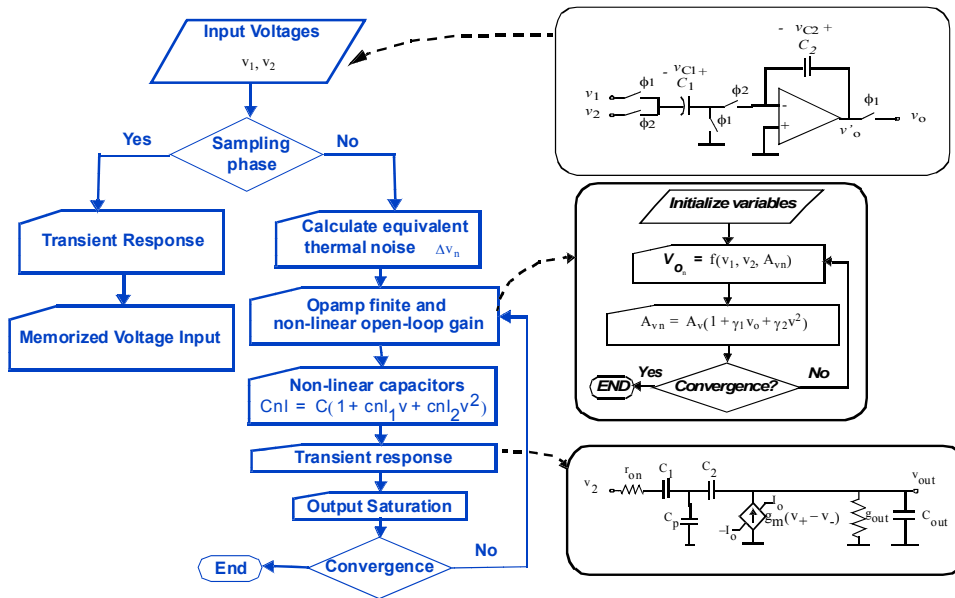 Input Voltages
v1, v2
Yes
Sampling
phase
No
Transient Response
Memorized Voltage Input
Calculate equivalent
thermal noise Δvn
Opamp finite and
non-linear open-loop gain
Non-linear capacitors
Cnl = C(1 + cnl1v + cnl2v²)
Transient response
Output Saturation
Convergence
No
End
- vC2 +
C2
- vC1 +
C1
v1
ϕ1
v2
ϕ2
ϕ1
ϕ2
-
+
v'o
ϕ1
vo
Initialize variables
Von = f(v1, v2, Avn)
Avn = Av(1 + γ1vo + γ2v²)
Convergence?
Yes
No
END
v2
ron
C1
C2
Cp
Io
-Io
gm(v+ – v-)
gout
vout
Cout